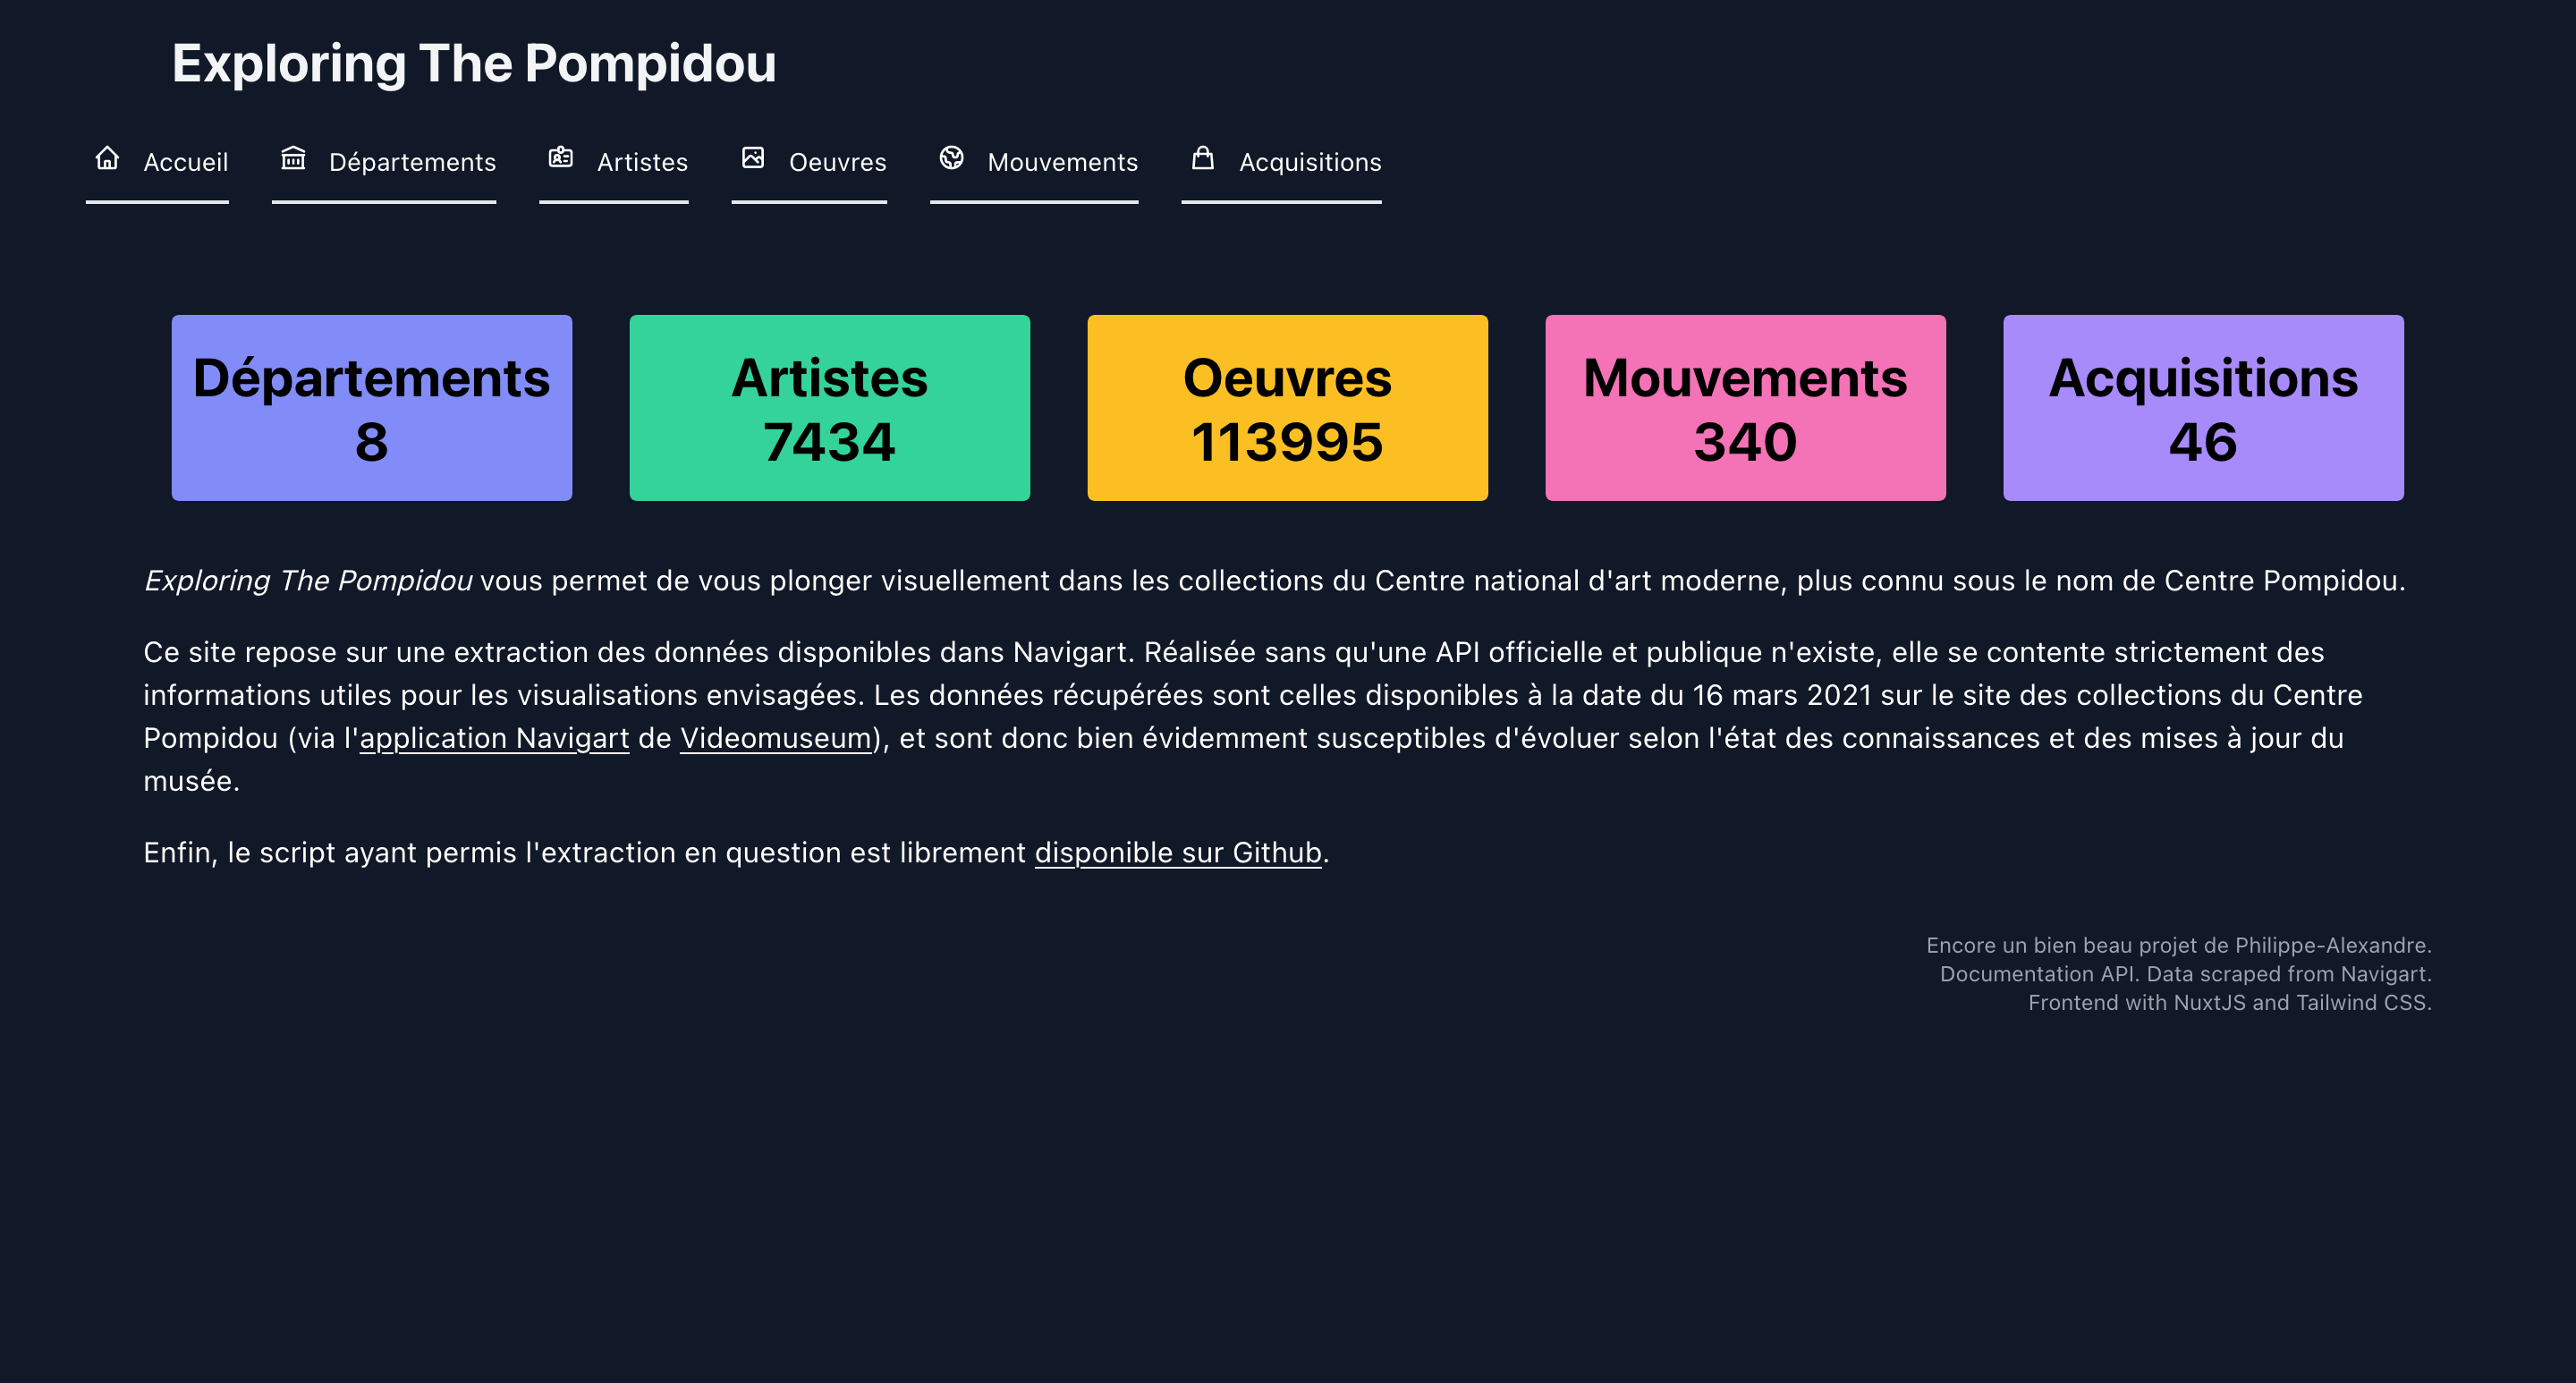 Exploring The Pompidou
Accueil Départements Artistes Oeuvres Mouvements Acquisitions
Départements
8
Artistes
7434
Oeuvres
113995
Mouvements
340
Acquisitions
46
Exploring The Pompidou vous permet de vous plonger visuellement dans les collections du Centre national d'art moderne, plus connu sous le nom de Centre Pompidou.
Ce site repose sur une extraction des données disponibles dans Navigart. Réalisée sans qu'une API officielle et publique n'existe, elle se contente strictement des
informations utiles pour les visualisations envisagées. Les données récupérées sont celles disponibles à la date du 16 mars 2021 sur le site des collections du Centre
Pompidou (via l'application Navigart de Videomuseum), et sont donc bien évidemment susceptibles d'évoluer selon l'état des connaissances et des mises à jour du
musée.
Enfin, le script ayant permis l'extraction en question est librement disponible sur Github.
Encore un bien beau projet de Philippe-Alexandre.
Documentation API. Data scraped from Navigart.
Frontend with NuxtJS and Tailwind CSS.